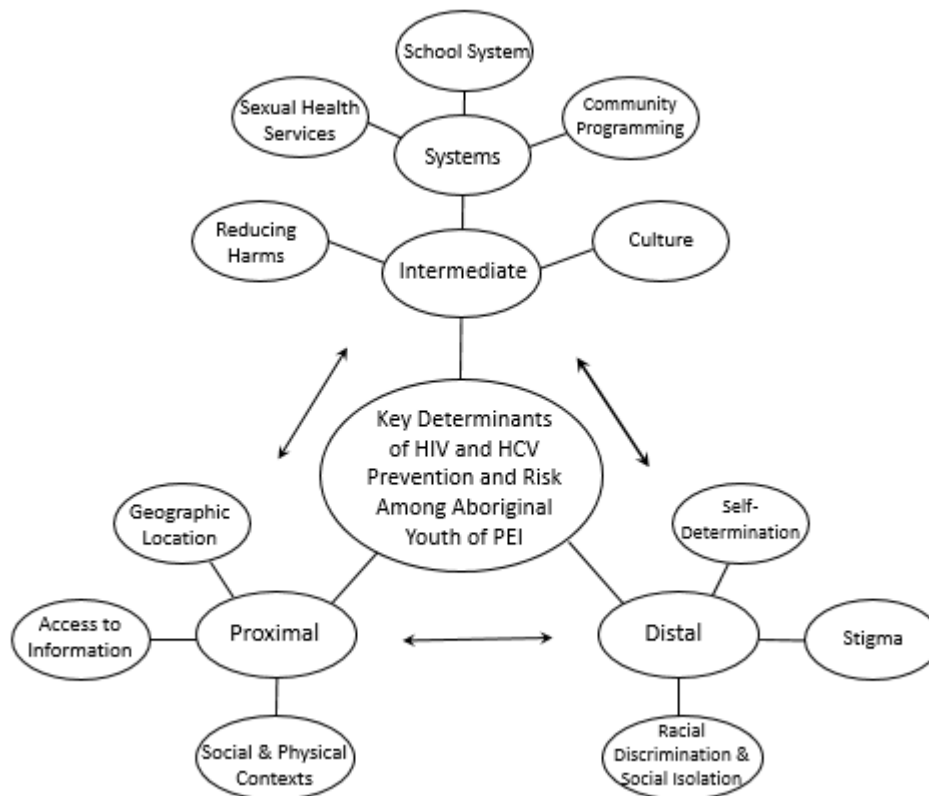 School System
Sexual Health
Services
Community
Programming
Systems
Reducing
Harms
Intermediate
Culture
Key Determinants
of HIV and HCV
Prevention and Risk
Among Aboriginal
Youth of PEI
Geographic
Location
Self-
Determination
Access to
Information
Proximal
Distal
Stigma
Social & Physical
Contexts
Racial
Discrimination &
Social Isolation